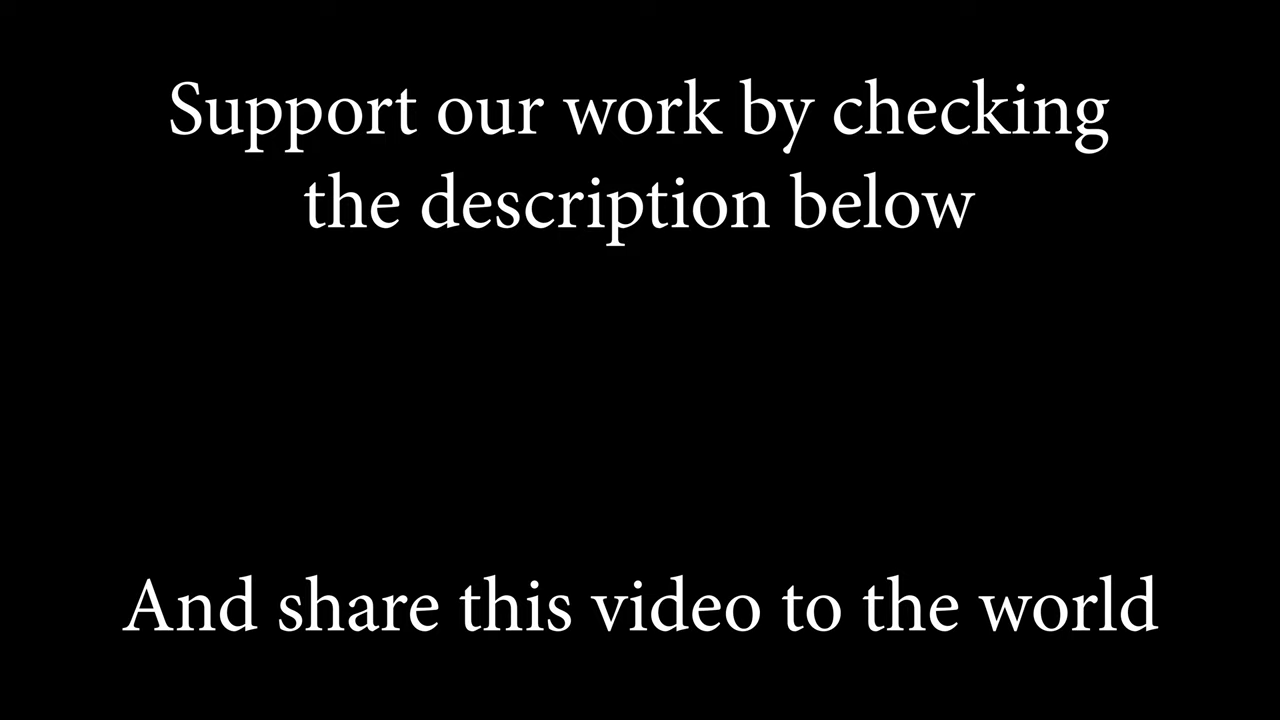 Support our work by checking
the description below
And share this video to the world